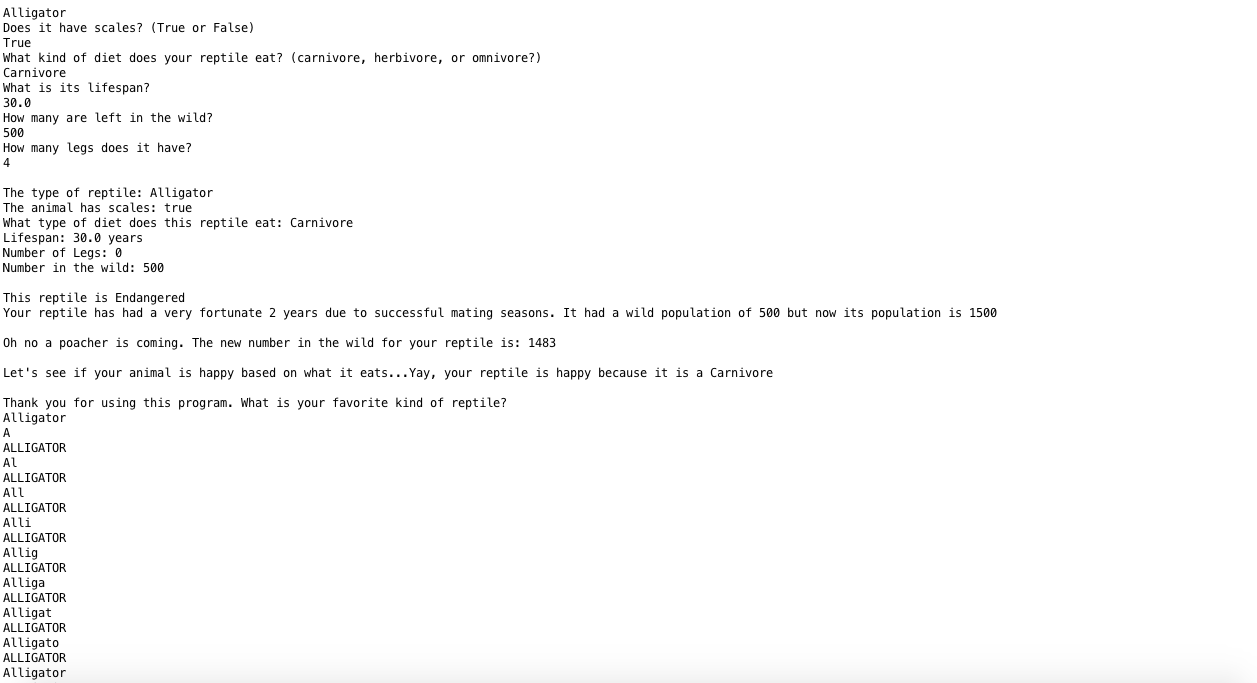 Alligator
Does it have scales? (True or False)
True
What kind of diet does your reptile eat? (carnivore, herbivore, or omnivore?)
Carnivore
What is its lifespan?
30.0
How many are left in the wild?
500
How many legs does it have?
4
The type of reptile: Alligator
The animal has scales: true
What type of diet does this reptile eat: Carnivore
Lifespan: 30.0 years
Number of Legs: 0
Number in the wild: 500
This reptile is Endangered
Your reptile has had a very fortunate 2 years due to successful mating seasons. It had a wild population of 500 but now its population is 1500
Oh no a poacher is coming. The new number in the wild for your reptile is: 1483
Let's see if your animal is happy based on what it eats...Yay, your reptile is happy because it is a Carnivore
Thank you for using this program. What is your favorite kind of reptile?
Alligator
A
ALLIGATOR
Al
ALLIGATOR
All
ALLIGATOR
Alli
ALLIGATOR
Allig
ALLIGATOR
Alliga
ALLIGATOR
Alligat
ALLIGATOR
Alligato
ALLIGATOR
Alligator